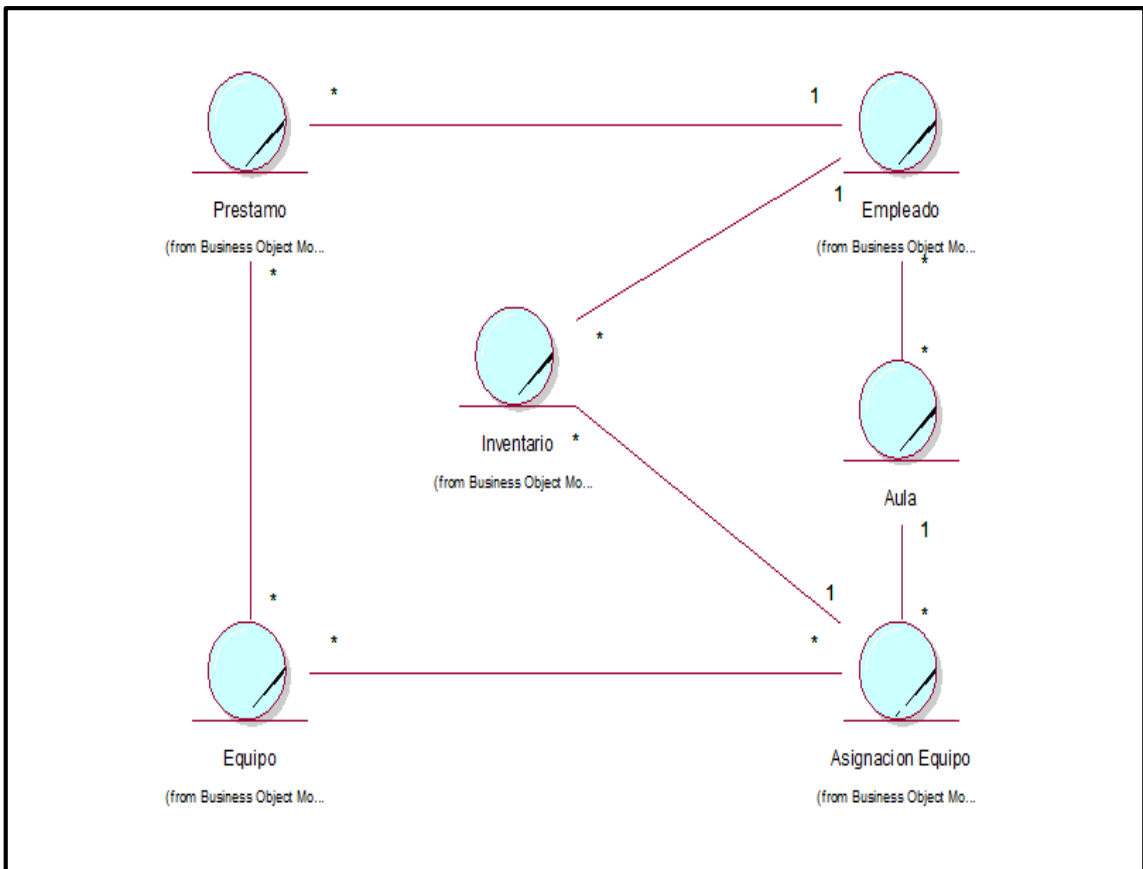 * 1
Prestamo Empleado
1
(from Business Object Mo... (from Business Object Mo...
* *
* *
Inventario *
(from Business Object Mo...
Aula
1
* 1 *
* *
Equipo Asignacion Equipo
(from Business Object Mo... (from Business Object Mo...